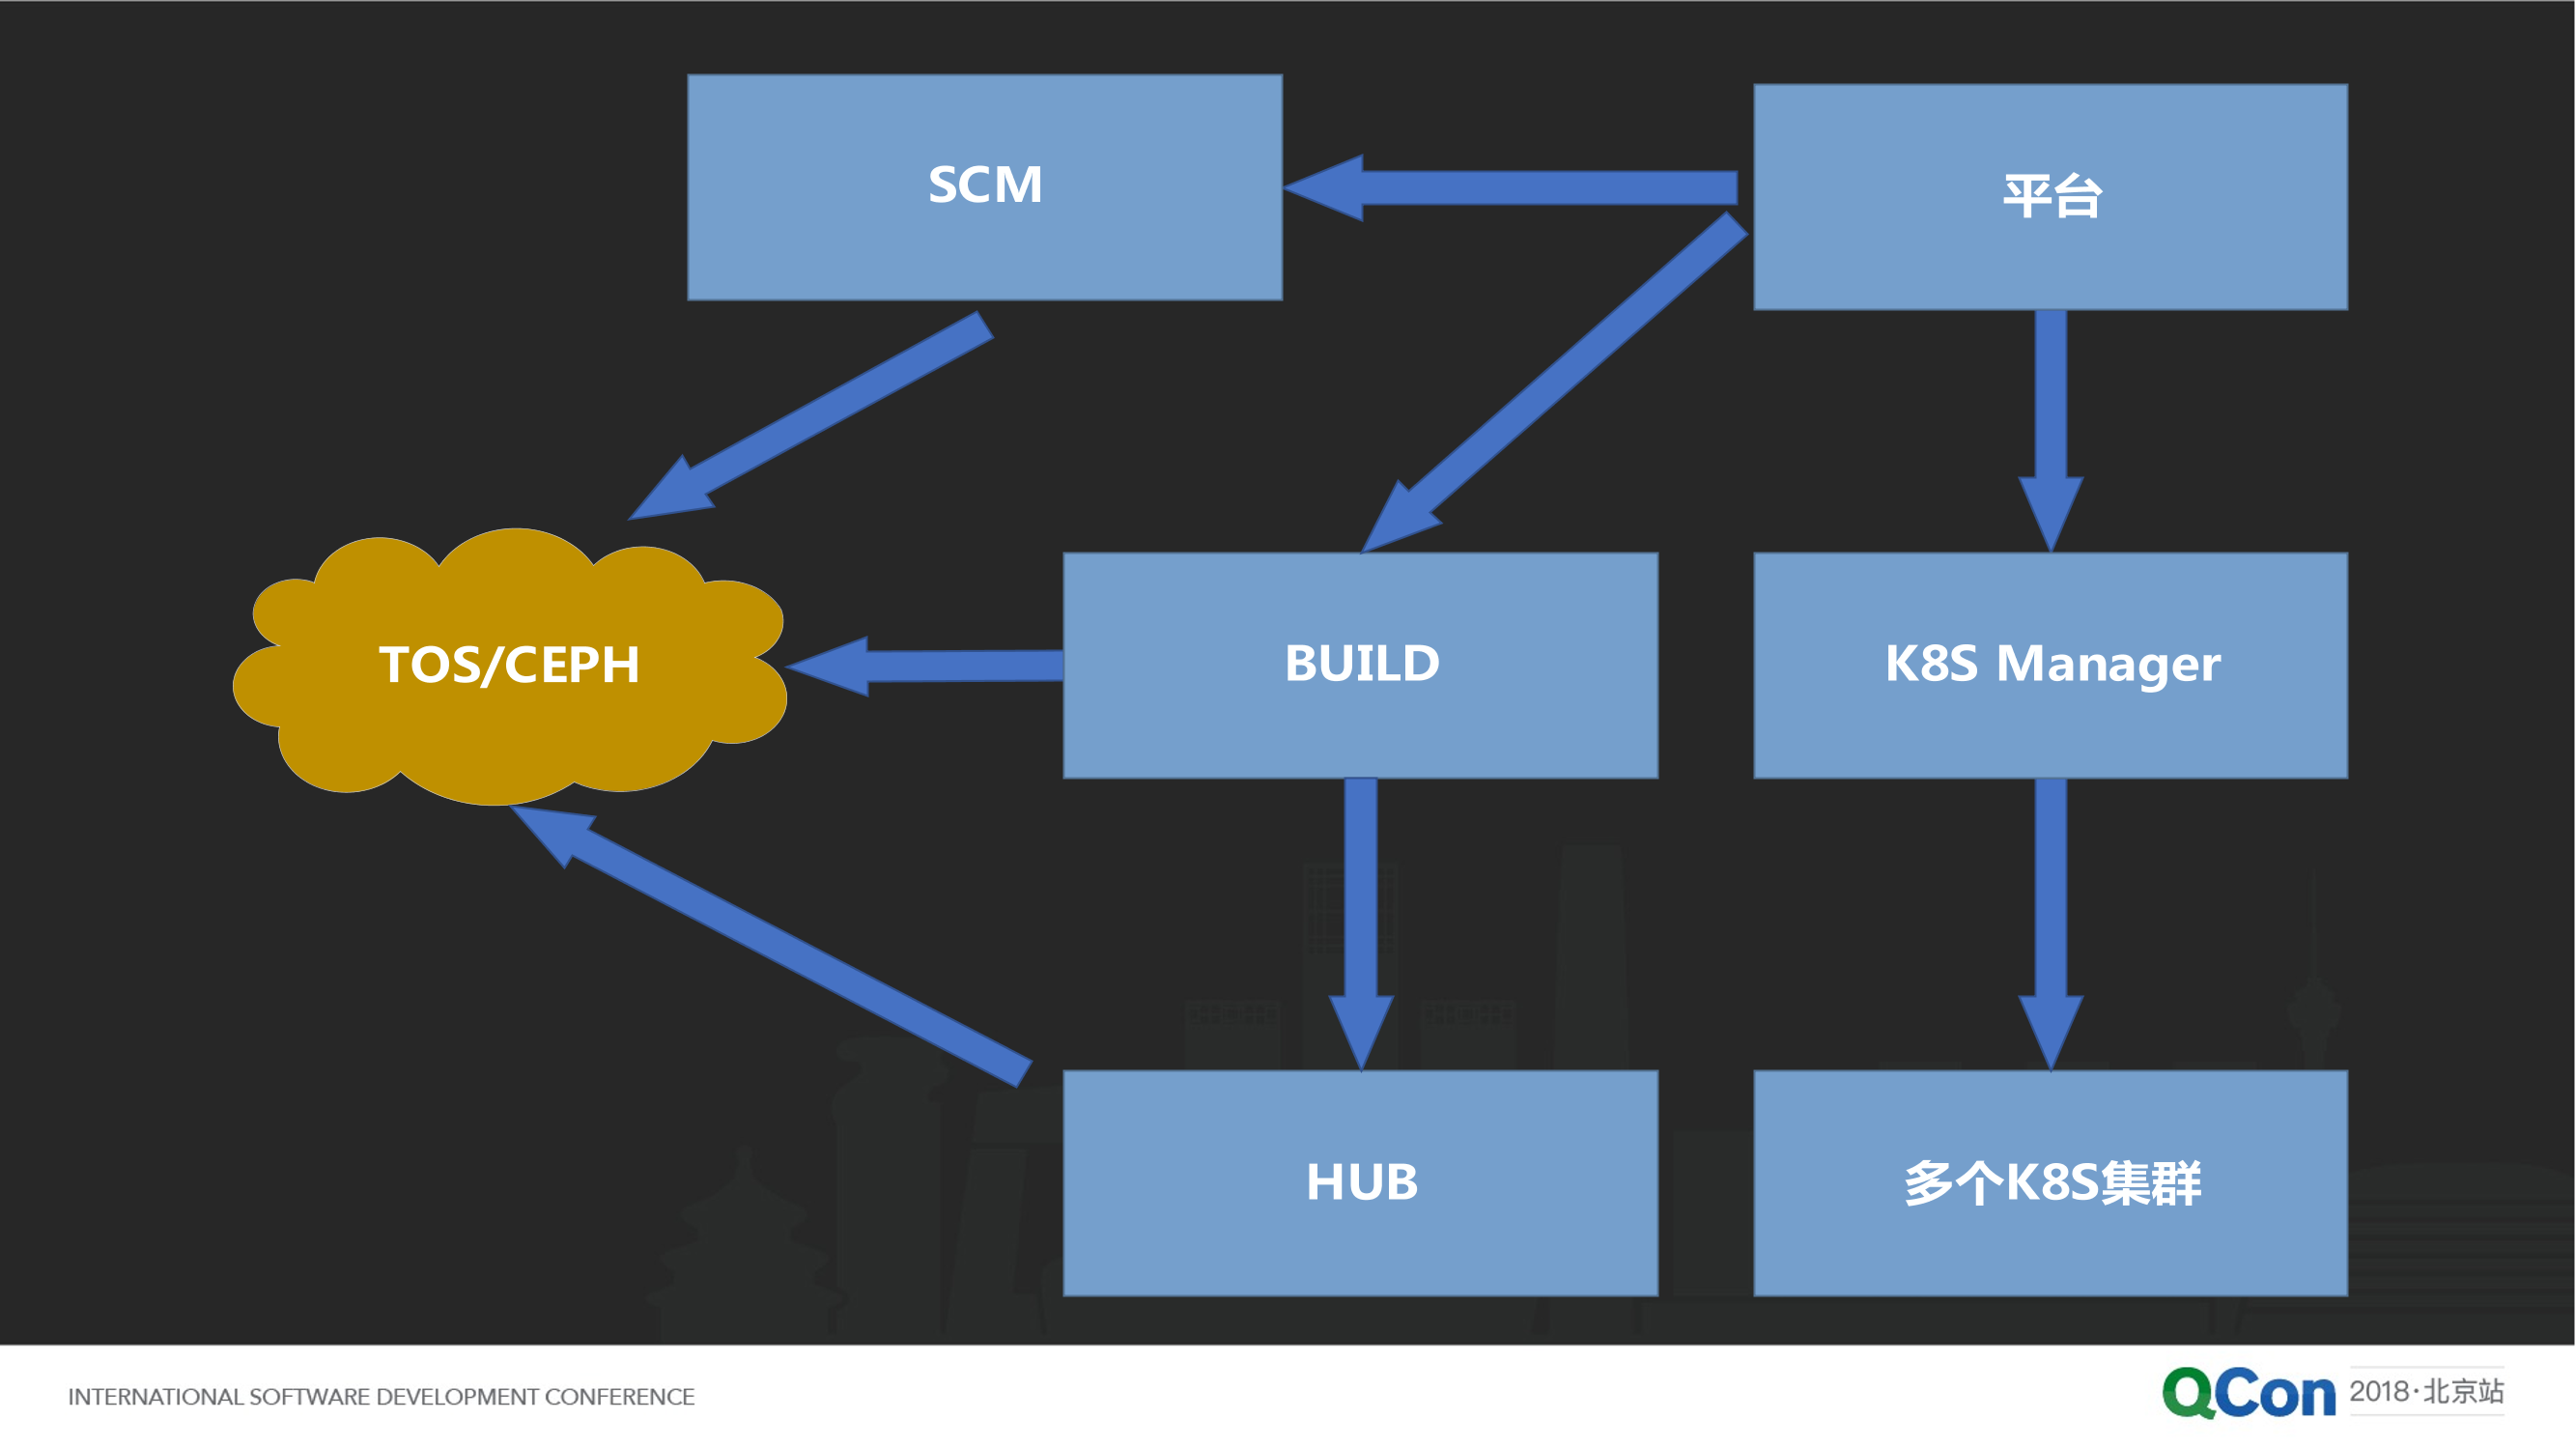 SCM
平台
TOS/CEPH
BUILD
K8S Manager
HUB
多个K8S集群
INTERNATIONAL SOFTWARE DEVELOPMENT CONFERENCE
QCon 2018·北京站